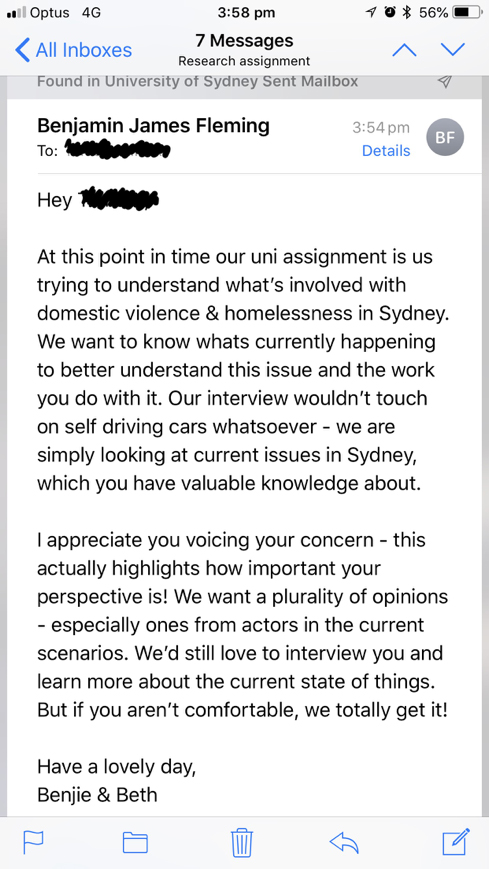 Optus 4G 3:58 pm 56%
All Inboxes
7 Messages
Research assignment
Found in University of Sydney Sent Mailbox
Benjamin James Fleming 3:54 pm BF
To: Details
Hey
At this point in time our uni assignment is us
trying to understand what's involved with
domestic violence & homelessness in Sydney.
We want to know whats currently happening
to better understand this issue and the work
you do with it. Our interview wouldn't touch
on self driving cars whatsoever - we are
simply looking at current issues in Sydney,
which you have valuable knowledge about.
I appreciate you voicing your concern - this
actually highlights how important your
perspective is! We want a plurality of opinions
- especially ones from actors in the current
scenarios. We'd still love to interview you and
learn more about the current state of things.
But if you aren't comfortable, we totally get it!
Have a lovely day,
Benjie & Beth